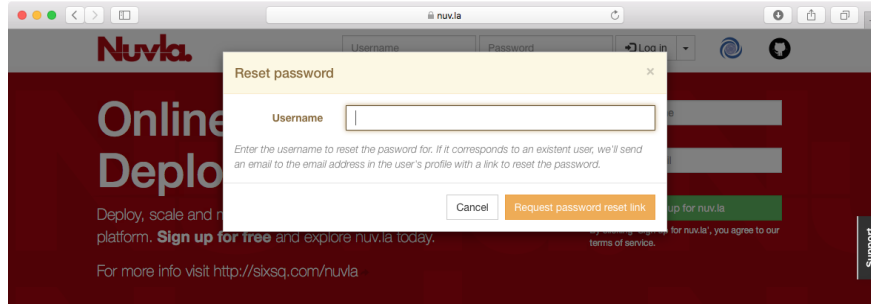 nuv.la
Nuvla.
Username
Password
Log in
Reset password
×
Username
Enter the username to reset the pasword for. If it corresponds to an existent user, we'll send
an email to the email address in the user's profile with a link to reset the password.
Cancel
Request password reset link
Online
Deplo
Deploy, scale and
platform. Sign up for free and explore nuv.la today.
For more info visit http://sixsq.com/nuvla
up for nuv.la
up for nuv.la', you agree to our
terms of service.
Support